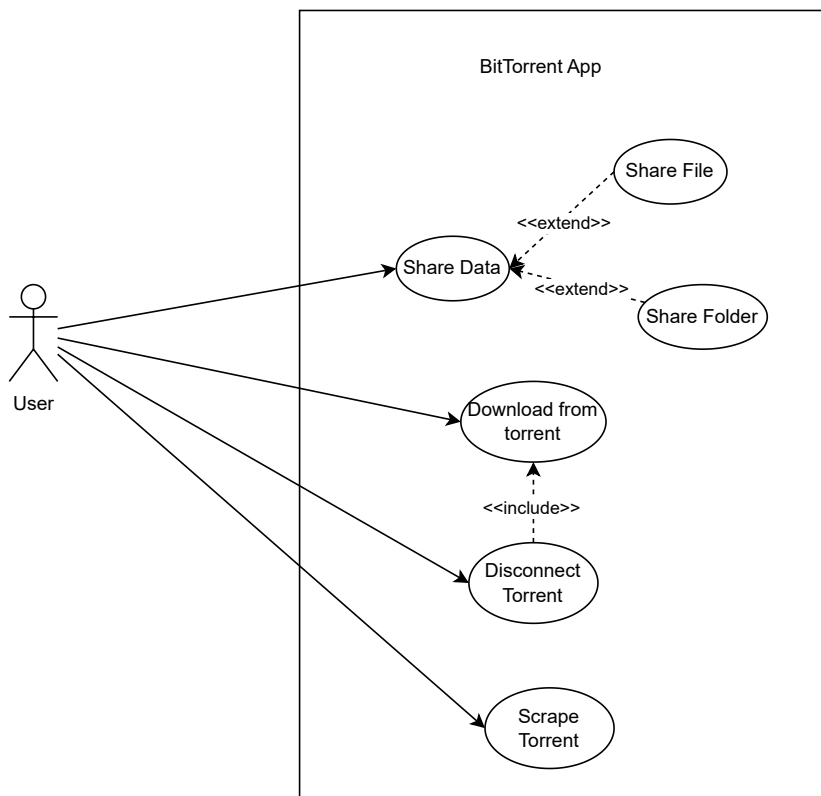 BitTorrent App
Share File
<<extend>>
Share Data
<<extend>>
Share Folder
User
Download from
torrent
<<include>>
Disconnect
Torrent
Scrape
Torrent